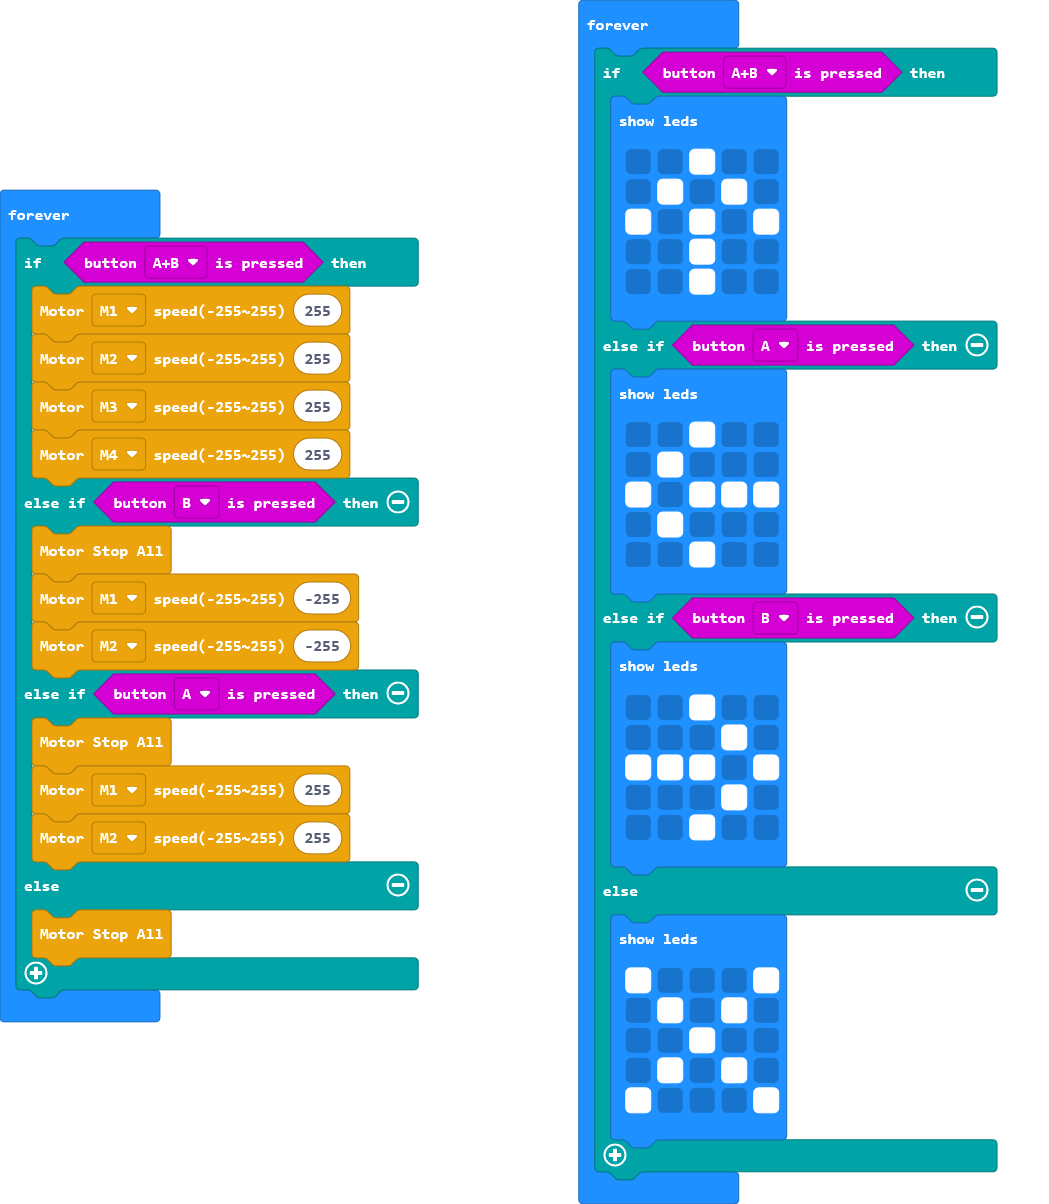 forever
if button A+B is pressed then
Motor M1 speed(-255~255) 255
Motor M2 speed(-255~255) 255
Motor M3 speed(-255~255) 255
Motor M4 speed(-255~255) 255
else if button B is pressed then
Motor Stop All
Motor M1 speed(-255~255) -255
Motor M2 speed(-255~255) -255
else if button A is pressed then
Motor Stop All
Motor M1 speed(-255~255) 255
Motor M2 speed(-255~255) 255
else
Motor Stop All
forever
if button A+B is pressed then
show leds
else if button A is pressed then
show leds
else if button B is pressed then
show leds
else
show leds